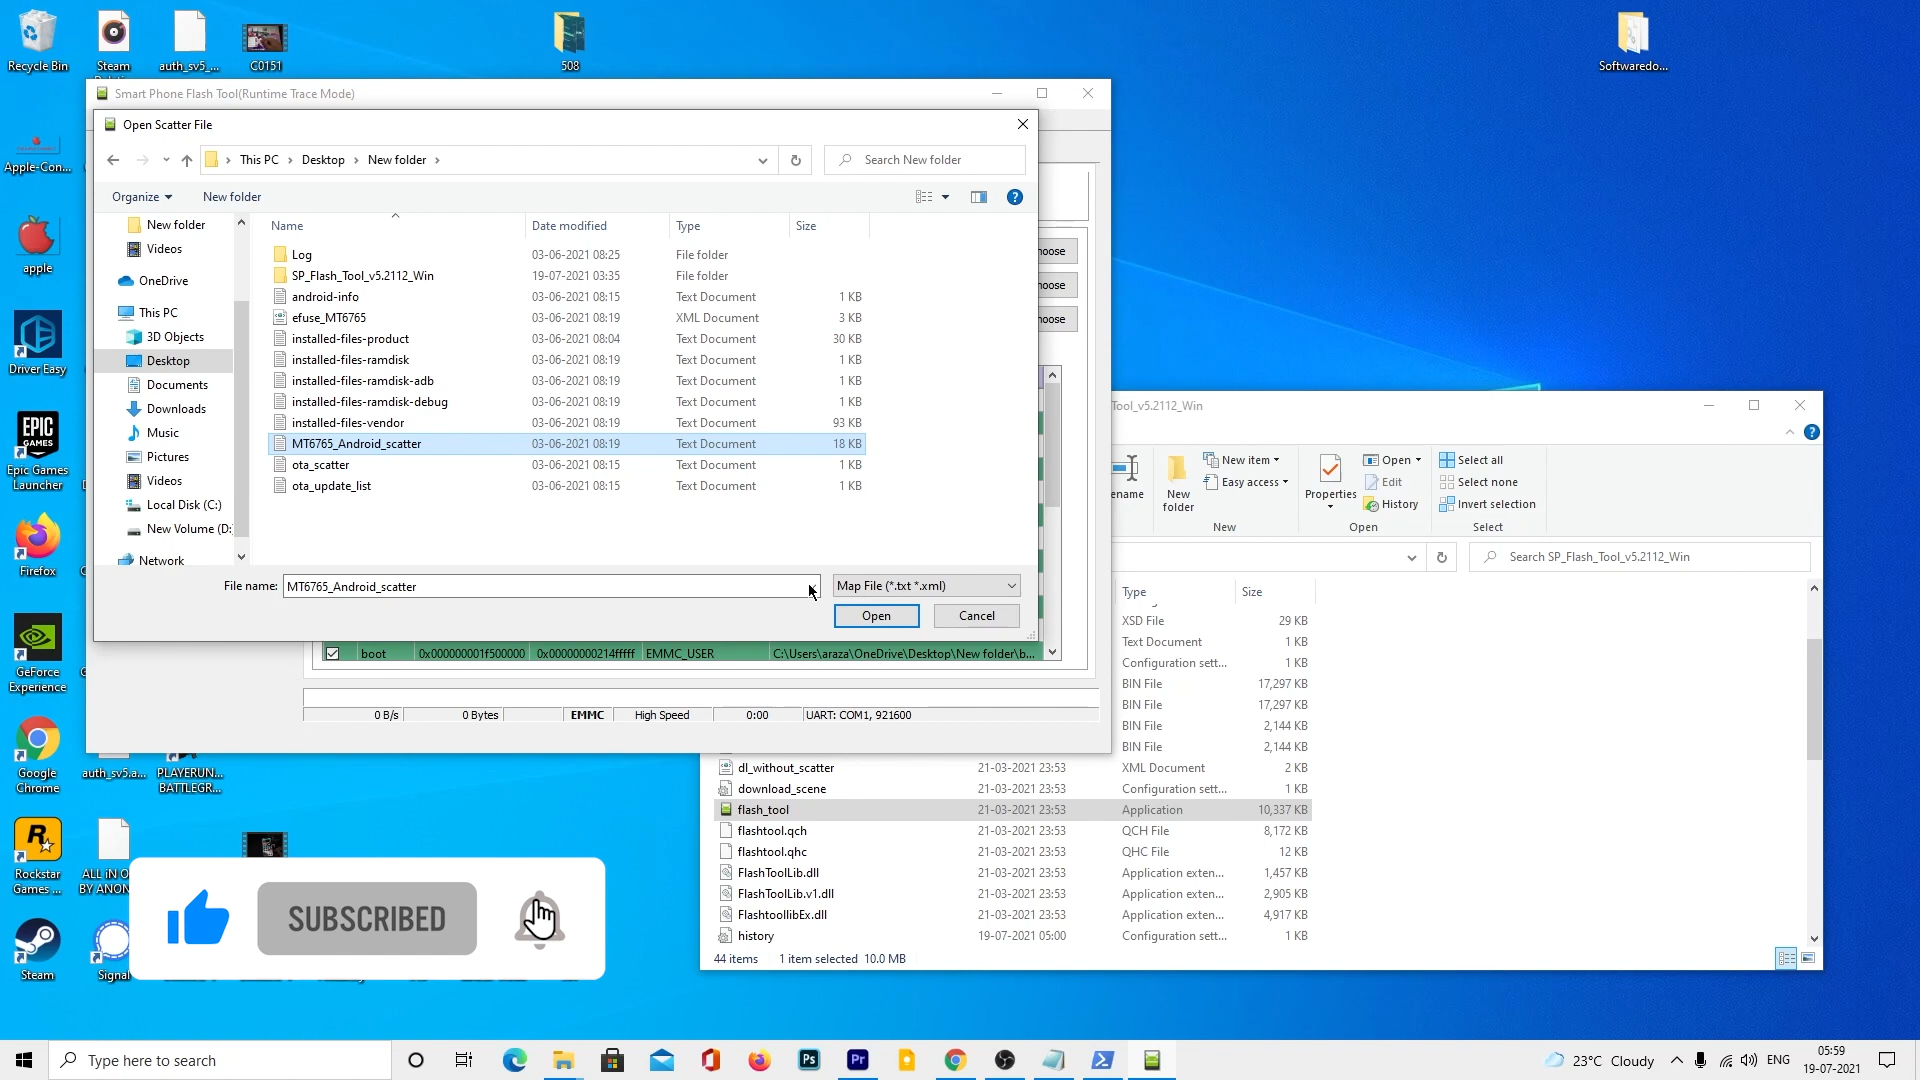 Recycle Bin
Steam
auth_sv5_...
C0151
508
Softwaredo...
Smart Phone Flash Tool(Runtime Trace Mode)
Open Scatter File
This PC
Desktop
New folder
Search New folder
Organize
New folder
Name
Date modified
Type
Size
New folder
Videos
OneDrive
This PC
3D Objects
Desktop
Documents
Downloads
Music
Pictures
Videos
Local Disk (C:)
New Volume (D:
Network
Log 03-06-2021 08:25 File folder
SP_Flash_Tool_v5.2112_Win 19-07-2021 03:35 File folder
android-info 03-06-2021 08:15 Text Document 1 KB
efuse_MT6765 03-06-2021 08:19 XML Document 3 KB
installed-files-product 03-06-2021 08:04 Text Document 30 KB
installed-files-ramdisk 03-06-2021 08:19 Text Document 1 KB
installed-files-ramdisk-adb 03-06-2021 08:19 Text Document 1 KB
installed-files-ramdisk-debug 03-06-2021 08:19 Text Document 1 KB
installed-files-vendor 03-06-2021 08:19 Text Document 93 KB
MT6765_Android_scatter 03-06-2021 08:19 Text Document 18 KB
ota_scatter 03-06-2021 08:15 Text Document 1 KB
ota_update_list 03-06-2021 08:15 Text Document 1 KB
File name: MT6765_Android_scatter
Map File (*.txt *.xml)
Open
Cancel
hoose
hoose
hoose
boot 0x000000001f500000 0x00000000214fffff EMMC_USER C:\Users\araza\OneDrive\Desktop\New folder\b...
0 B/s 0 Bytes EMMC High Speed 0:00 UART: COM1, 921600
Tool_v5.2112_Win
ename
New folder
New item
Easy access
New
Properties
Open
Edit
History
Open
Select all
Select none
Invert selection
Select
Search SP_Flash_Tool_v5.2112_Win
Type
Size
XSD File 29 KB
Text Document 1 KB
Configuration sett... 1 KB
BIN File 17,297 KB
BIN File 17,297 KB
BIN File 2,144 KB
BIN File 2,144 KB
dl_without_scatter 21-03-2021 23:53 XML Document 2 KB
download_scene 21-03-2021 23:53 Configuration sett... 1 KB
flash_tool 21-03-2021 23:53 Application 10,337 KB
flashtool.qch 21-03-2021 23:53 QCH File 8,172 KB
flashtool.qhc 21-03-2021 23:53 QHC File 12 KB
FlashToolLib.dll 21-03-2021 23:53 Application exten... 1,457 KB
FlashToolLib.v1.dll 21-03-2021 23:53 Application exten... 2,905 KB
FlashtoollibEx.dll 21-03-2021 23:53 Application exten... 4,917 KB
history 19-07-2021 05:00 Configuration sett... 1 KB
44 items 1 item selected 10.0 MB
Apple-Con...
apple
Driver Easy
Epic Games Launcher
EPIC GAMES
Firefox
GeForce Experience
Google Chrome
auth_sv5.a...
PLAYERUN... BATTLEGR...
Rockstar Games ...
ALL iN O
BY ANON
Steam
Signal
SUBSCRIBED
Type here to search
23°C Cloudy
ENG
05:59
19-07-2021